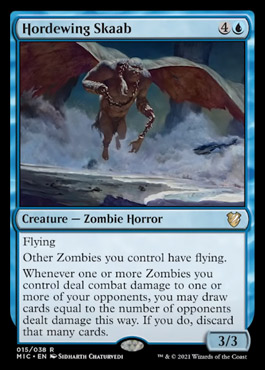 Hordewing Skaab 4
Creature — Zombie Horror
Flying
Other Zombies you control have flying.
Whenever one or more Zombies you
control deal combat damage to one or
more of your opponents, you may draw
cards equal to the number of opponents
dealt damage this way. If you do, discard
that many cards.
3/3
015/038 R
MIC • EN SIDHARTH CHATURVEDI
™ & © 2021 Wizards of the Coast